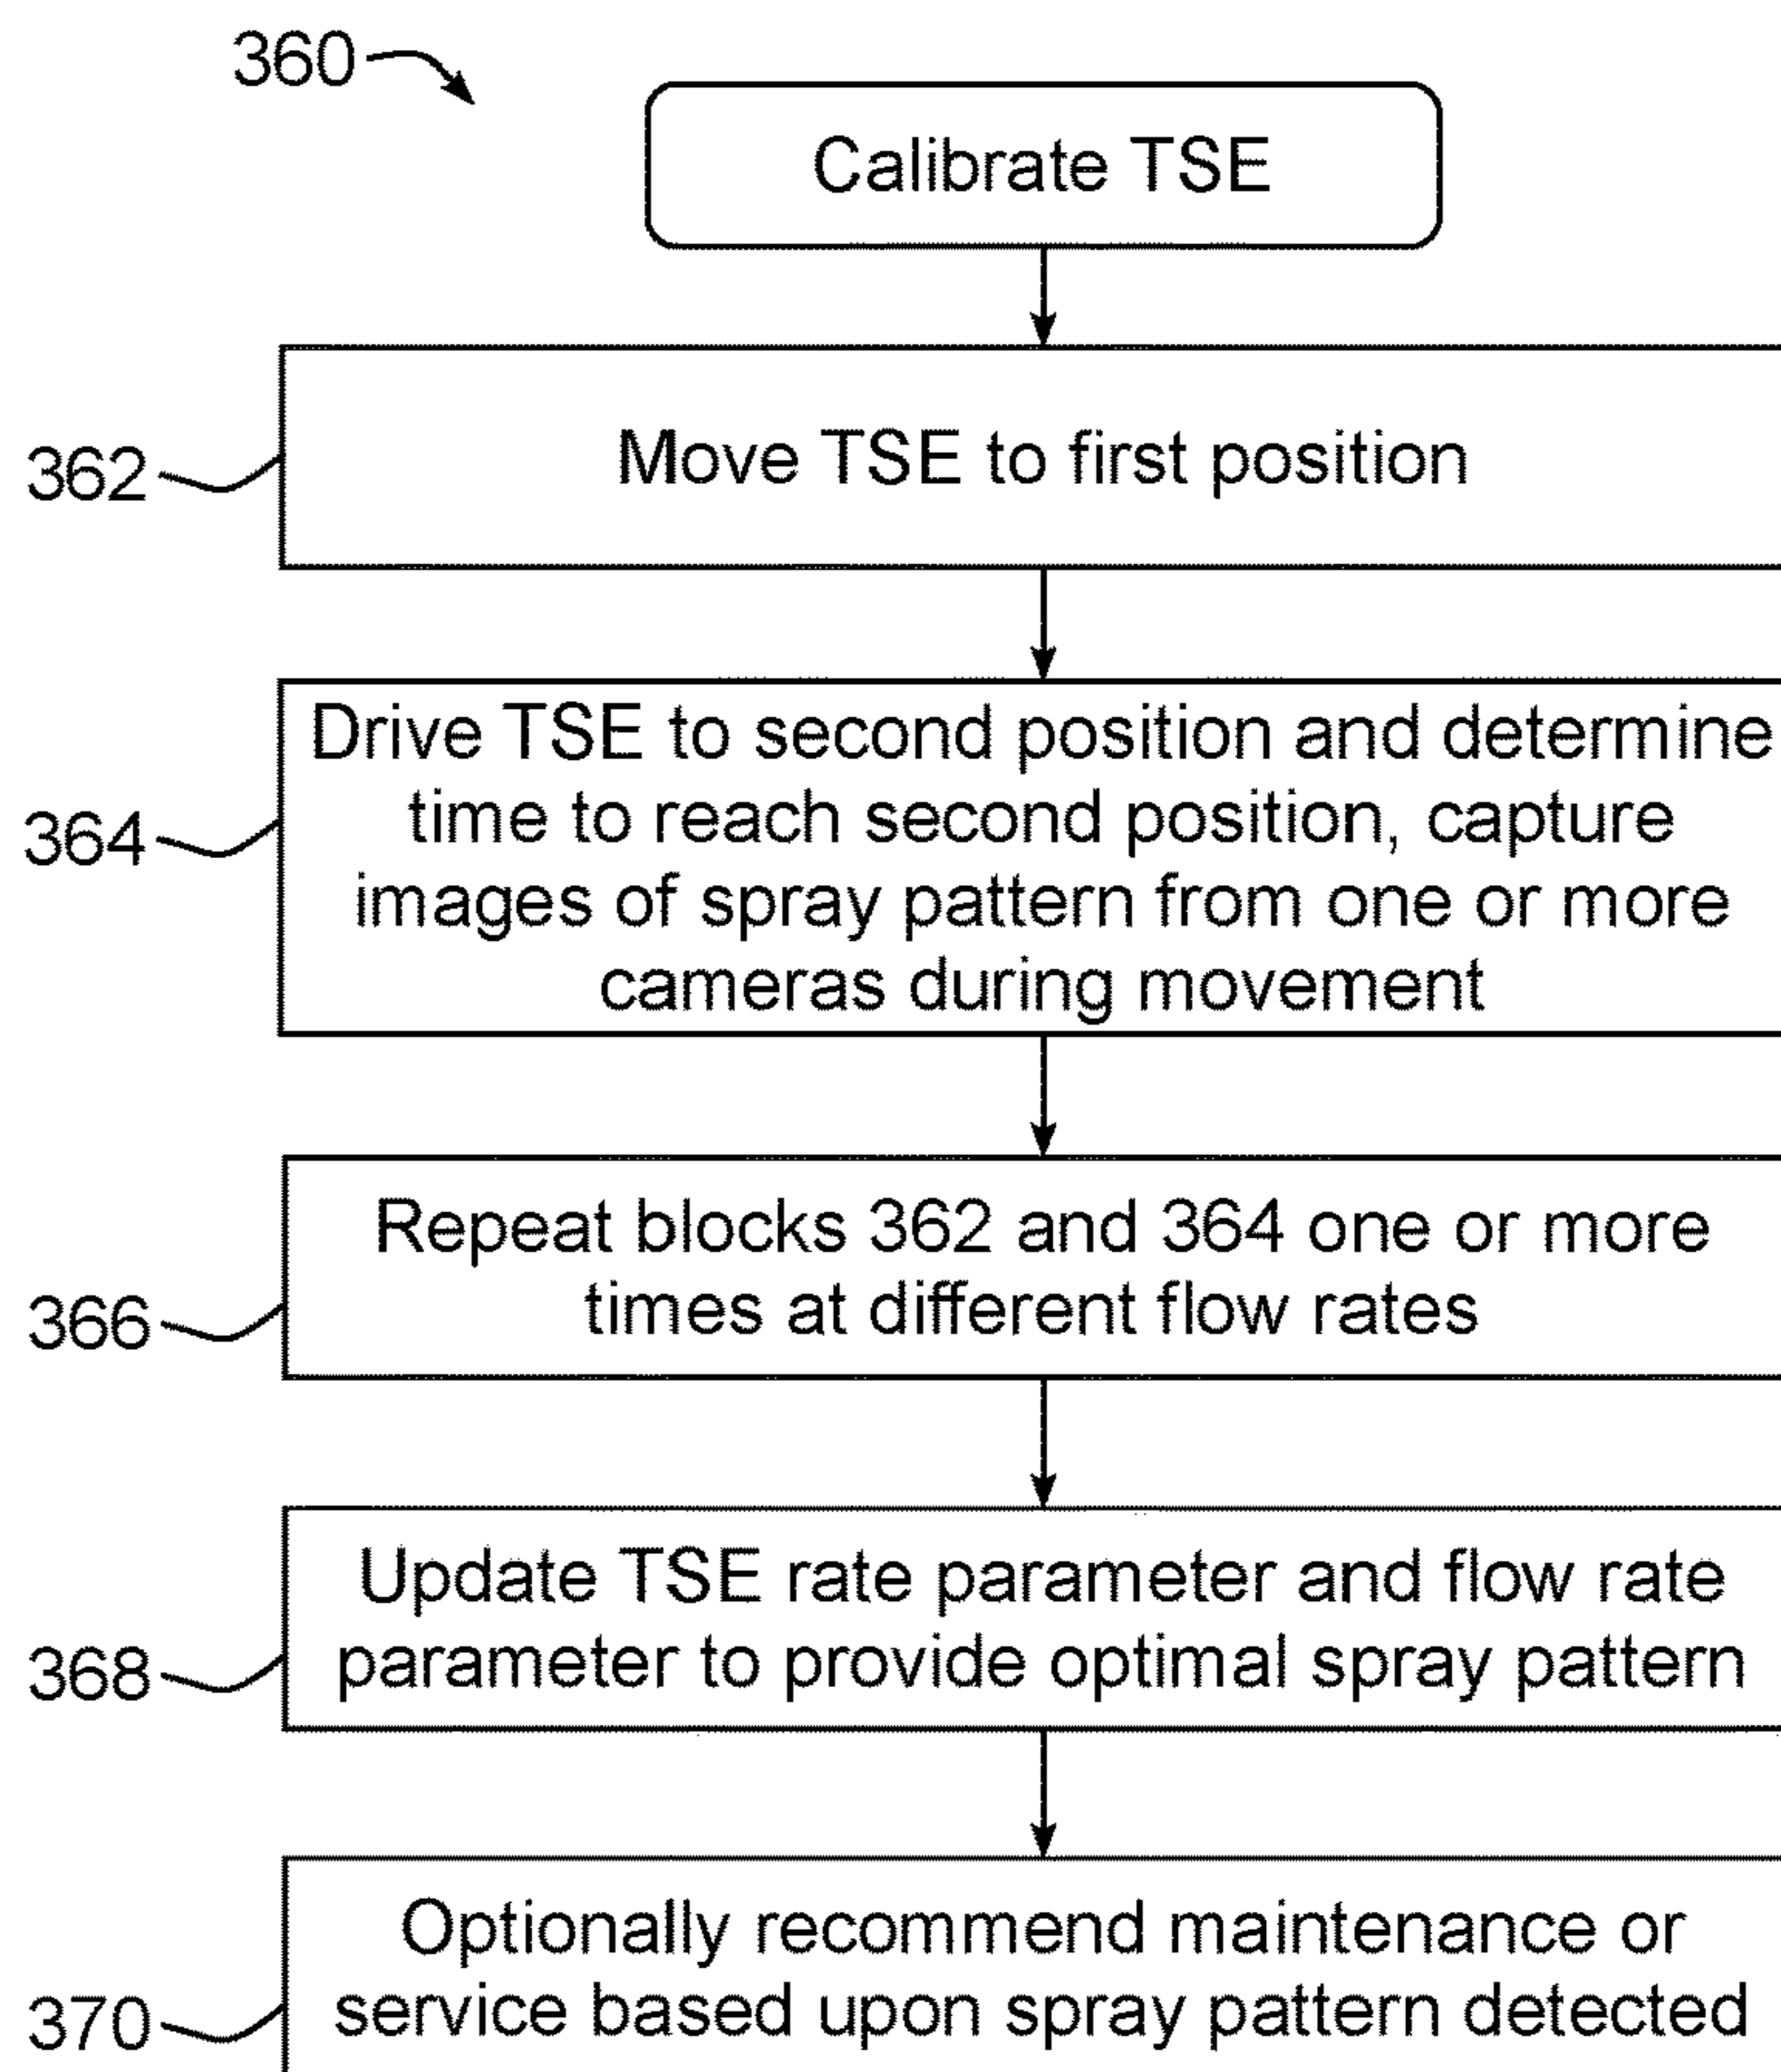 360
Calibrate TSE
362
Move TSE to first position
364
Drive TSE to second position and determine
time to reach second position, capture
images of spray pattern from one or more
cameras during movement
366
Repeat blocks 362 and 364 one or more
times at different flow rates
368
Update TSE rate parameter and flow rate
parameter to provide optimal spray pattern
370
Optionally recommend maintenance or
service based upon spray pattern detected